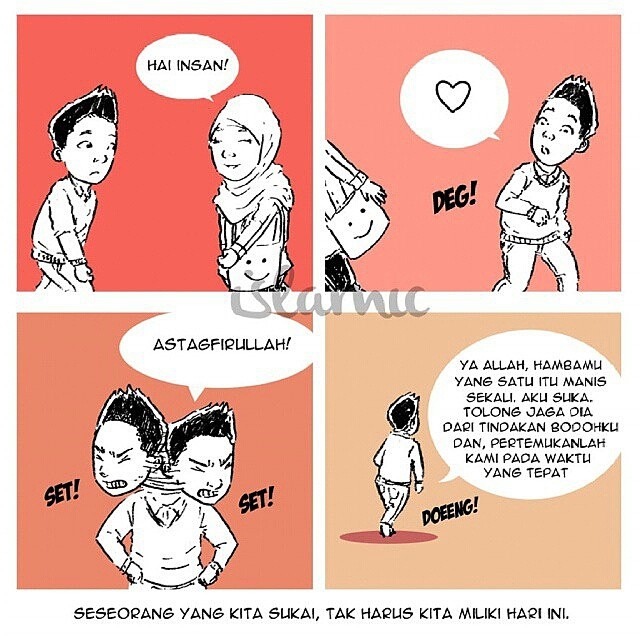 HAI INSAN!
DEG!
islamic
ASTAGFIRULLAH!
SET!
SET!
YA ALLAH, HAMBAMU
YANG SATU ITU MANIS
SEKALI. AKU SUKA.
TOLONG JAGA DIA
DARI TINDAKAN BODOHKU
DAN, PERTEMUKANLAH
KAMI PADA WAKTU
YANG TEPAT
DOEENG!
SESEORANG YANG KITA SUKAI, TAK HARUS KITA MILIKI HARI INI.